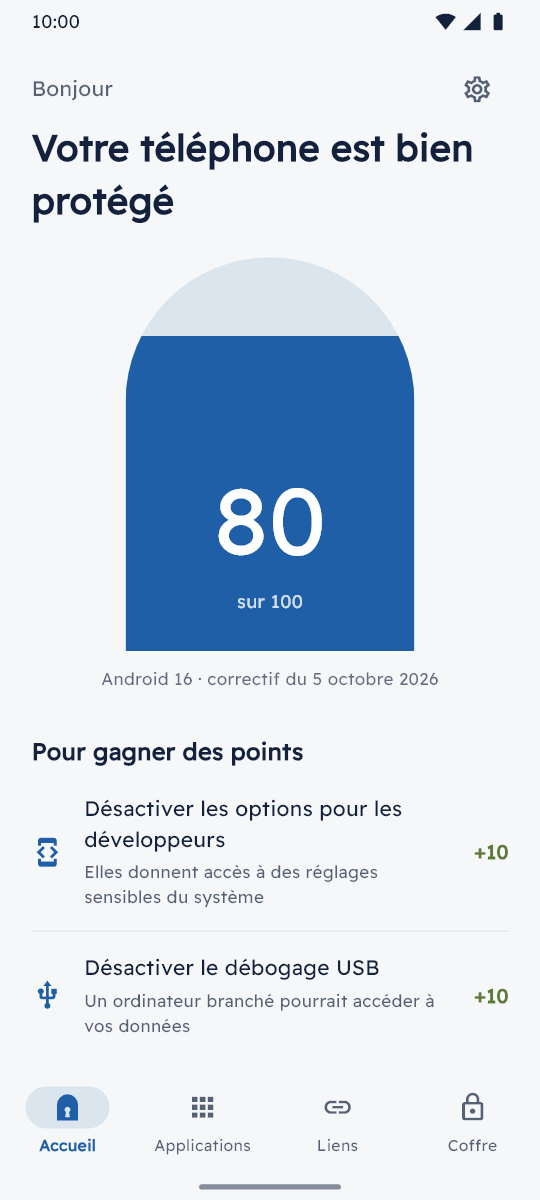 10:00
Bonjour
Votre téléphone est bien
protégé
80
sur 100
Android 16 · correctif du 5 octobre 2026
Pour gagner des points
Désactiver les options pour les
développeurs
Elles donnent accès à des réglages
sensibles du système
+10
Désactiver le débogage USB
Un ordinateur branché pourrait accéder à
vos données
+10
Accueil
Applications
Liens
Coffre